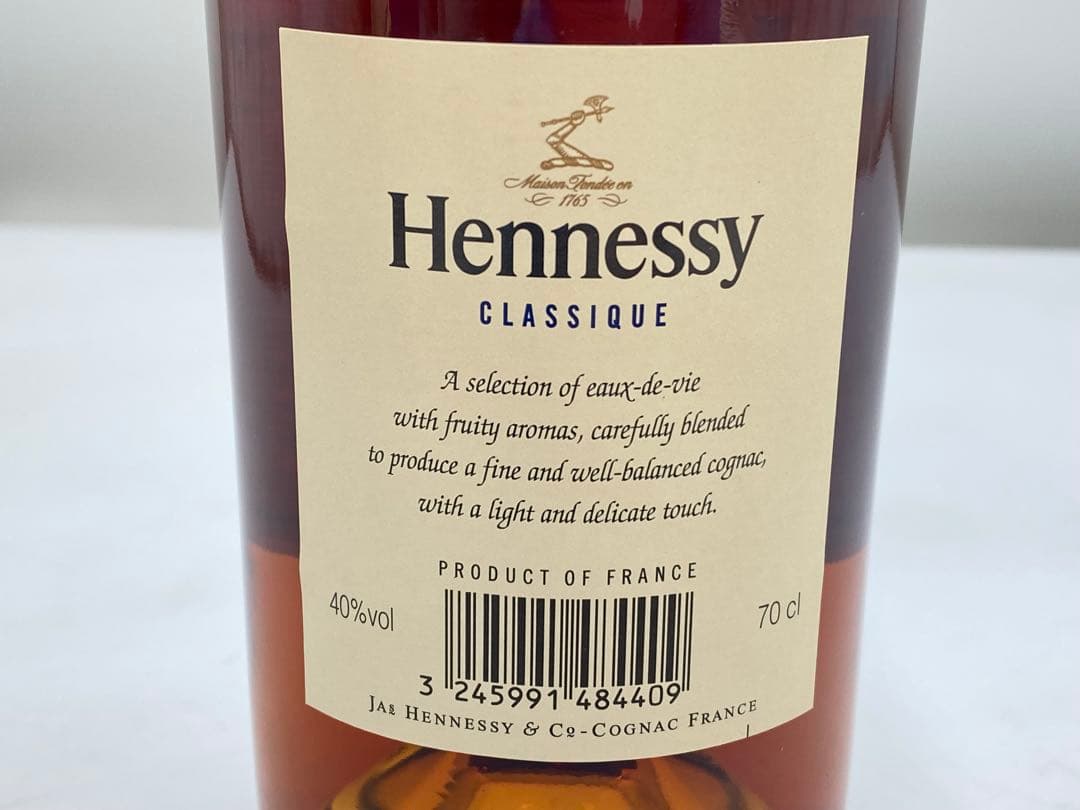 Maison Fondée en
1765
Hennessy
CLASSIQUE
A selection of eaux-de-vie
with fruity aromas, carefully blended
to produce a fine and well-balanced cognac,
with a light and delicate touch.
PRODUCT OF FRANCE
40%vol
70 cl
3 245991 484409
JAS HENNESSY & Co-COGNAC FRANCE